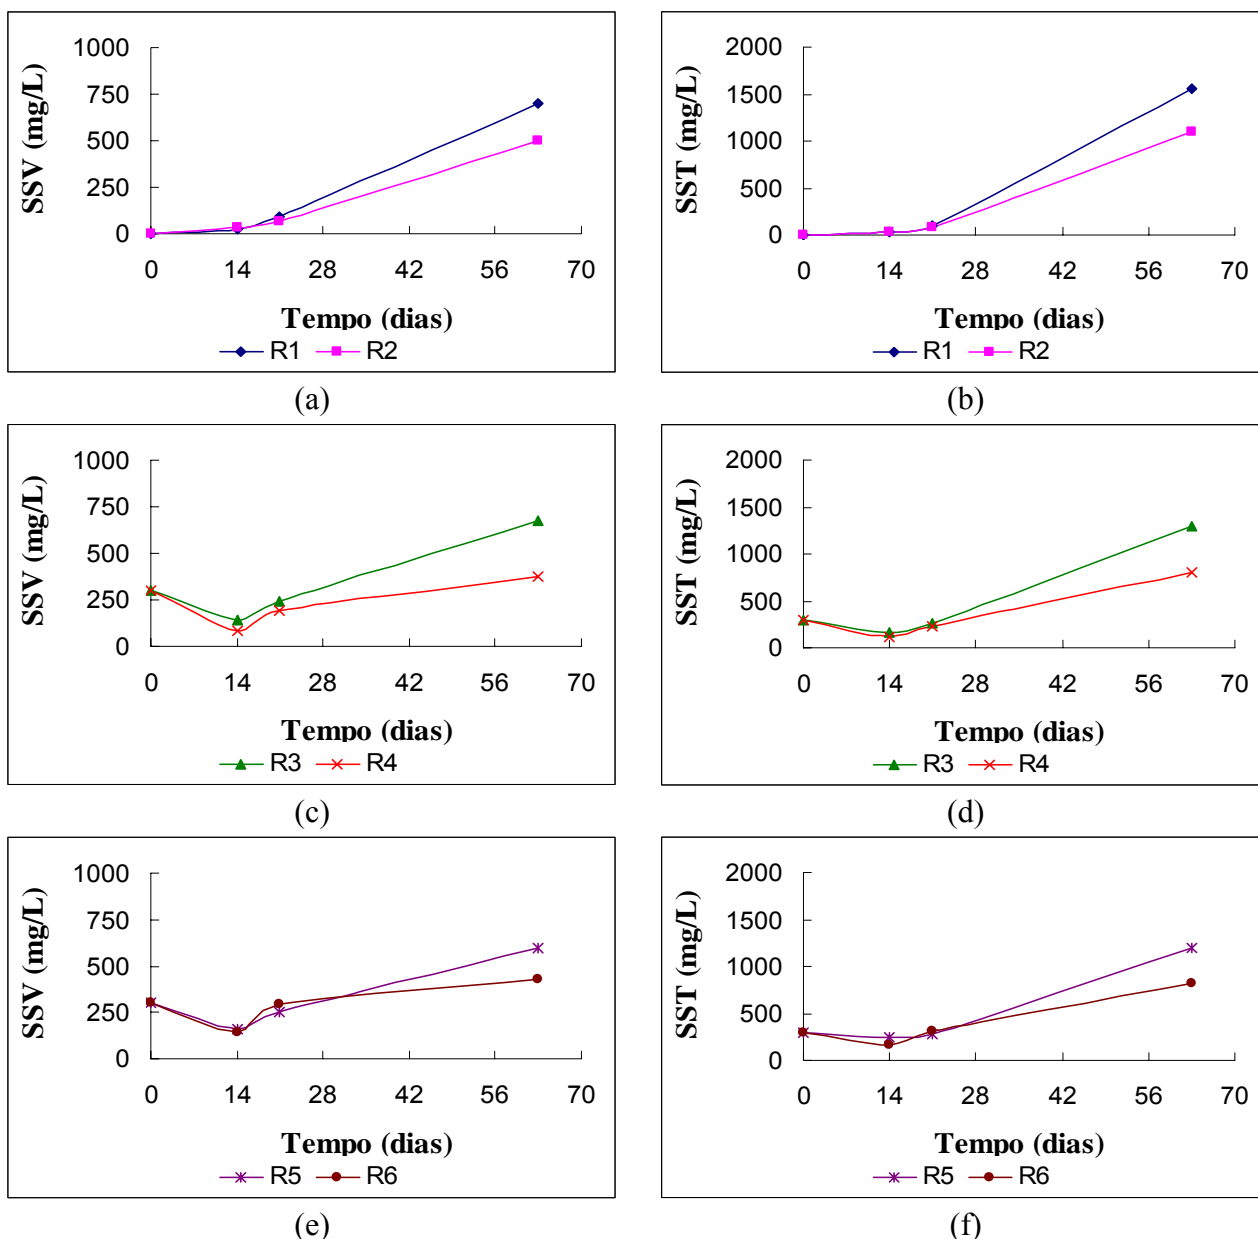 SSV (mg/L)
1000
750
500
250
0
0 14 28 42 56 70
Tempo (dias)
R1 R2
(a)
SST (mg/L)
2000
1500
1000
500
0
0 14 28 42 56 70
Tempo (dias)
R1 R2
(b)
SSV (mg/L)
1000
750
500
250
0
0 14 28 42 56 70
Tempo (dias)
R3 R4
(c)
SST (mg/L)
2000
1500
1000
500
0
0 14 28 42 56 70
Tempo (dias)
R3 R4
(d)
SSV (mg/L)
1000
750
500
250
0
0 14 28 42 56 70
Tempo (dias)
R5 R6
(e)
SST (mg/L)
2000
1500
1000
500
0
0 14 28 42 56 70
Tempo (dias)
R5 R6
(f)